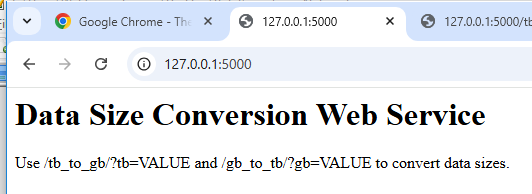 Google Chrome - The
127.0.0.1:5000
127.0.0.1:5000/tb
127.0.0.1:5000
Data Size Conversion Web Service
Use /tb_to_gb/?tb=VALUE and /gb_to_tb/?gb=VALUE to convert data sizes.